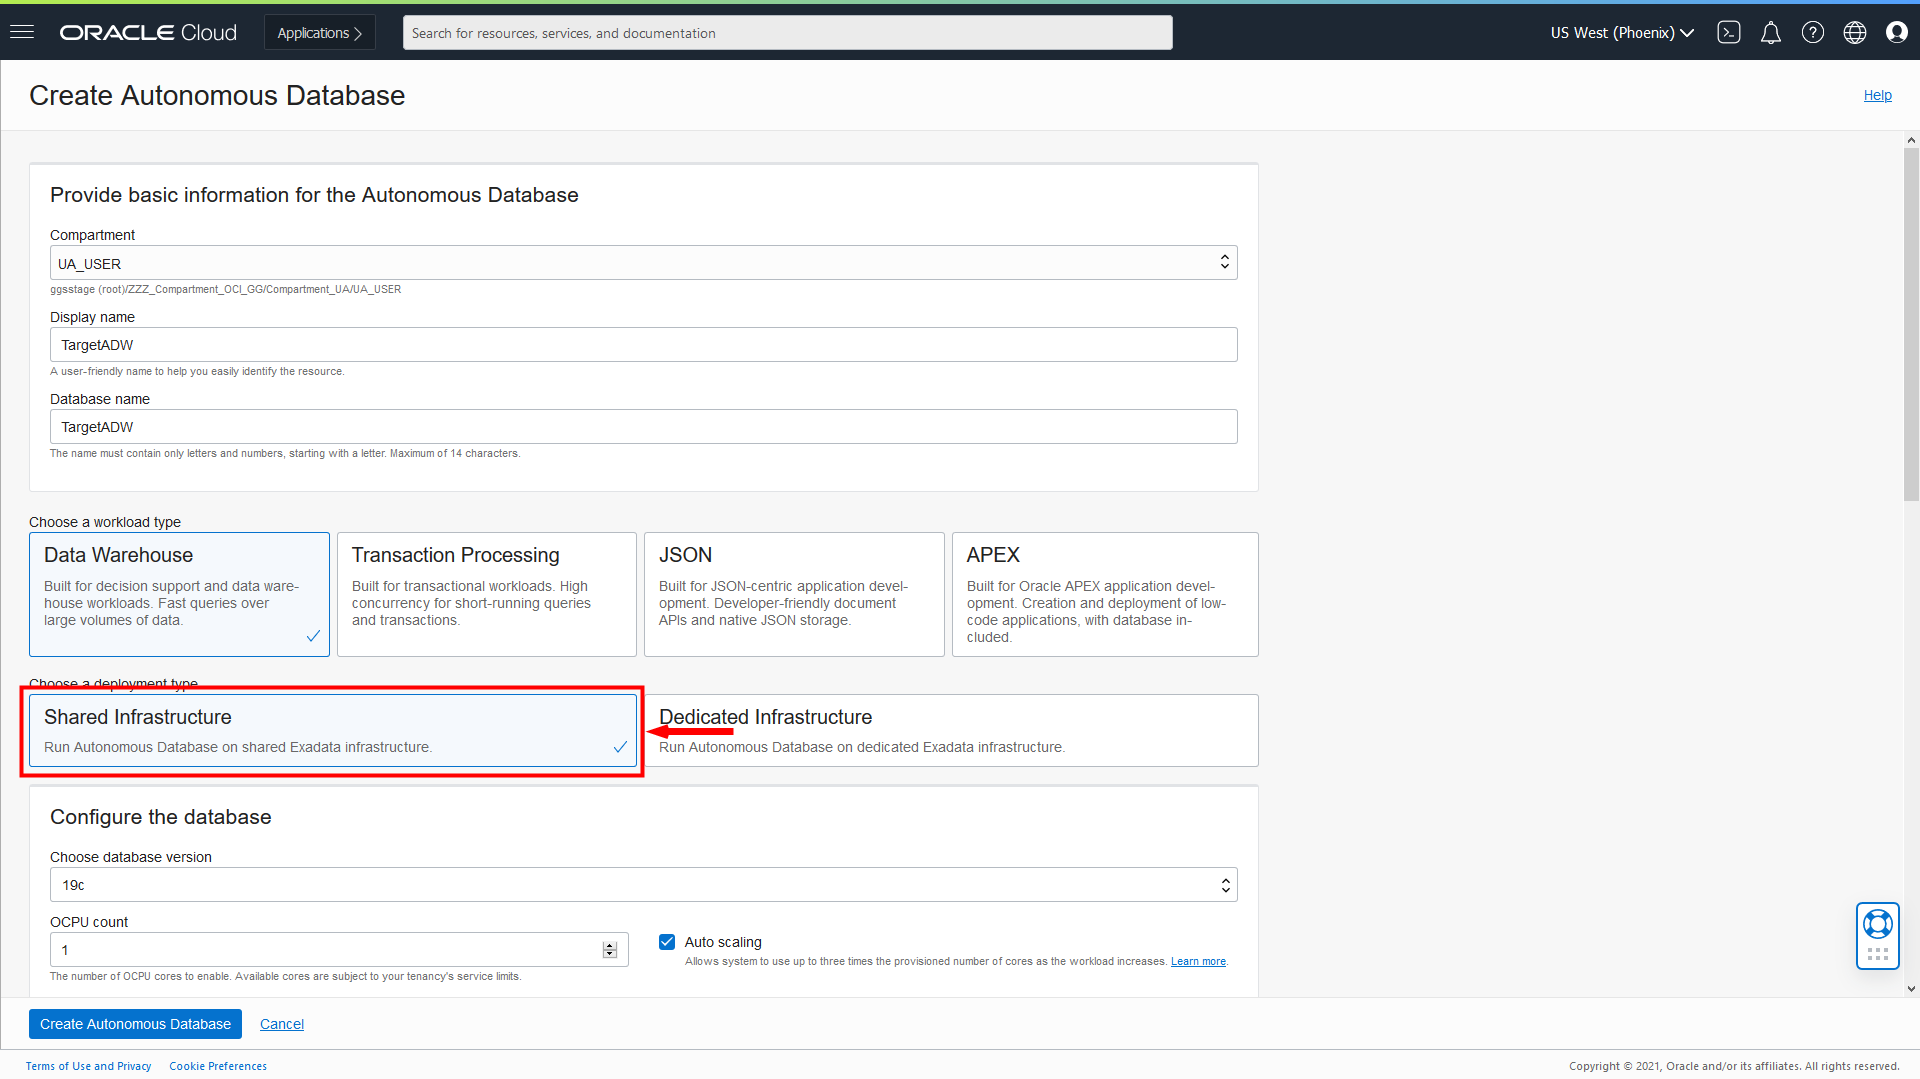 ORACLE Cloud
Applications
Search for resources, services, and documentation
US West (Phoenix)
Create Autonomous Database
Help
Provide basic information for the Autonomous Database
Compartment
UA_USER
ggsstage (root)/ZZZ_Compartment_OCI_GG/Compartment_UA/UA_USER
Display name
TargetADW
A user-friendly name to help you easily identify the resource.
Database name
TargetADW
The name must contain only letters and numbers, starting with a letter. Maximum of 14 characters.
Choose a workload type
Data Warehouse
Built for decision support and data ware-
house workloads. Fast queries over
large volumes of data.
Transaction Processing
Built for transactional workloads. High
concurrency for short-running queries
and transactions.
JSON
Built for JSON-centric application devel-
opment. Developer-friendly document
APIs and native JSON storage.
APEX
Built for Oracle APEX application devel-
opment. Creation and deployment of low-
code applications, with database in-
cluded.
Choose a deployment type
Shared Infrastructure
Run Autonomous Database on shared Exadata infrastructure.
Dedicated Infrastructure
Run Autonomous Database on dedicated Exadata infrastructure.
Configure the database
Choose database version
19c
OCPU count
1
The number of OCPU cores to enable. Available cores are subject to your tenancy's service limits.
Auto scaling
Allows system to use up to three times the provisioned number of cores as the workload increases. Learn more.
Create Autonomous Database
Cancel
Terms of Use and Privacy
Cookie Preferences
Copyright © 2021, Oracle and/or its affiliates. All rights reserved.